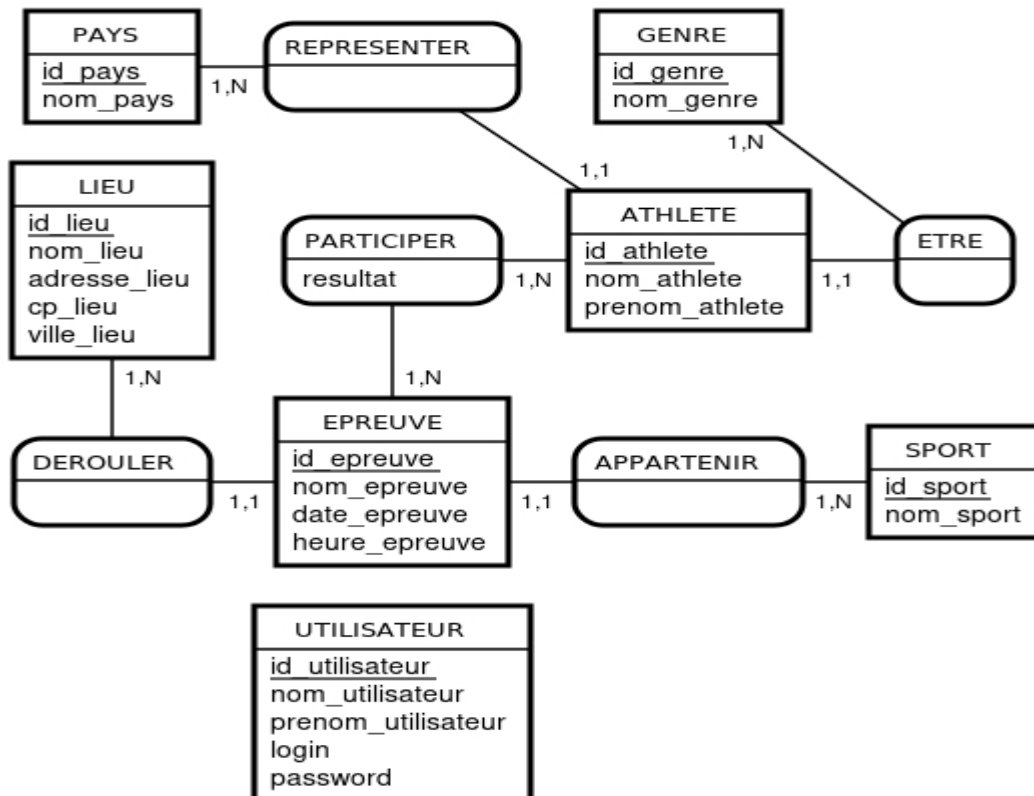 PAYS
id_pays
nom_pays
1,N
REPRESENTER
1,1
GENRE
id_genre
nom_genre
1,N
LIEU
id_lieu
nom_lieu
adresse_lieu
cp_lieu
ville_lieu
1,N
PARTICIPER
resultat
1,N
1,N
ATHLETE
id_athlete
nom_athlete
prenom_athlete
1,1
ETRE
DEROULER
1,1
EPREUVE
id_epreuve
nom_epreuve
date_epreuve
heure_epreuve
1,1
APPARTENIR
1,N
SPORT
id_sport
nom_sport
UTILISATEUR
id_utilisateur
nom_utilisateur
prenom_utilisateur
login
password